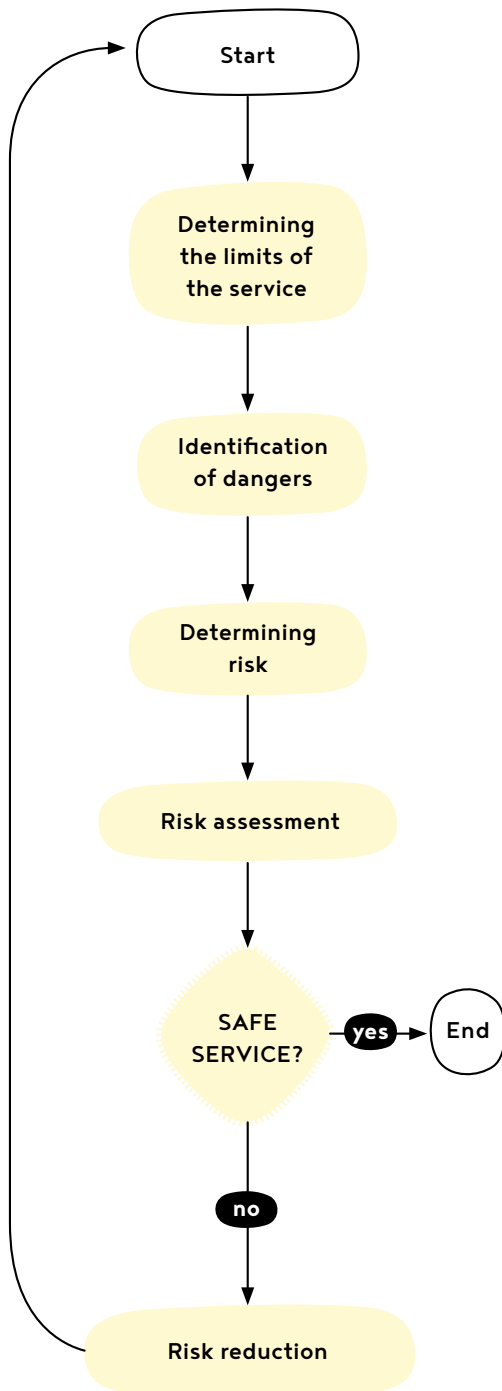 Start
Determining
the limits of
the service
Identification
of dangers
Determining
risk
Risk assessment
SAFE
SERVICE?
yes
End
no
Risk reduction